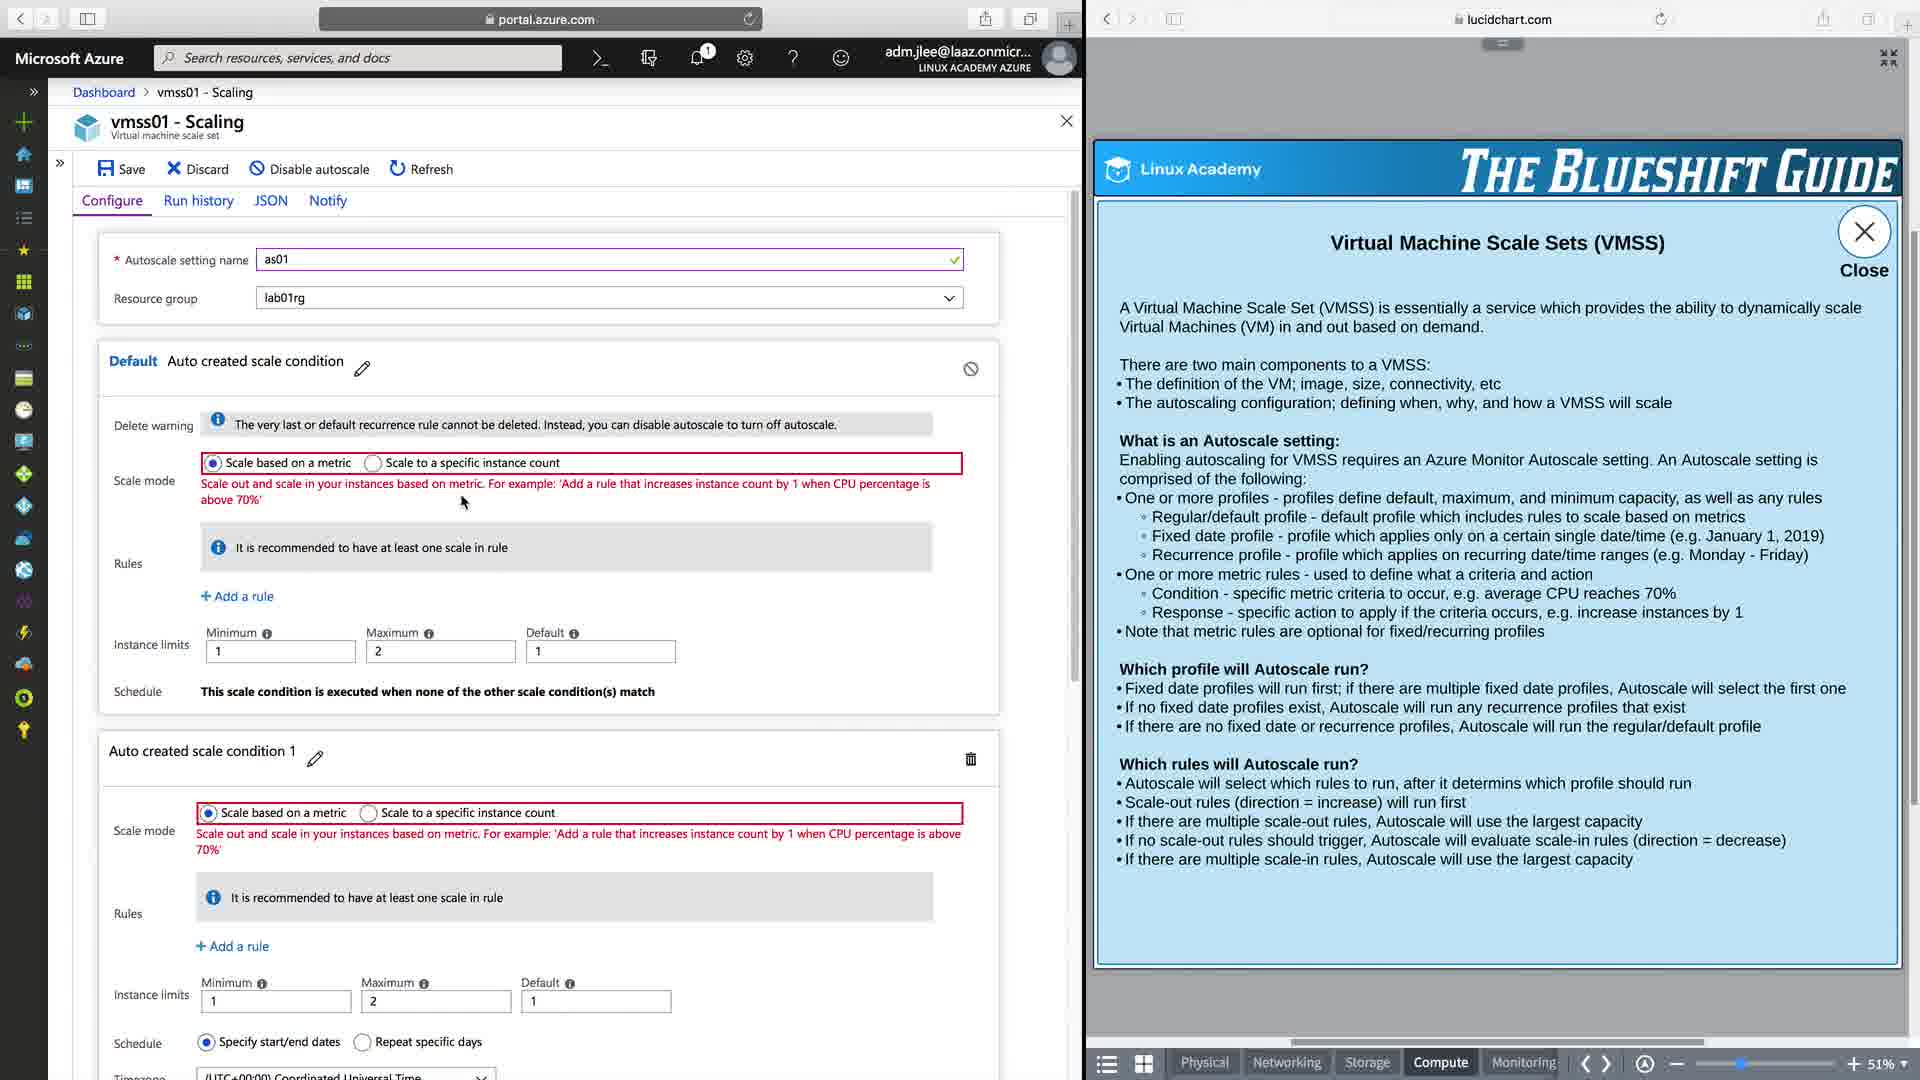 portal.azure.com
Microsoft Azure
Search resources, services, and docs
1
adm.jlee@laaz.onmicr...
LINUX ACADEMY AZURE
Dashboard > vmss01 - Scaling
vmss01 - Scaling
Virtual machine scale set
Save
Discard
Disable autoscale
Refresh
Configure
Run history
JSON
Notify
* Autoscale setting name
as01
Resource group
lab01rg
Default Auto created scale condition
Delete warning
The very last or default recurrence rule cannot be deleted. Instead, you can disable autoscale to turn off autoscale.
Scale mode
Scale based on a metric
Scale to a specific instance count
Scale out and scale in your instances based on metric. For example: 'Add a rule that increases instance count by 1 when CPU percentage is
above 70%'
Rules
It is recommended to have at least one scale in rule
+ Add a rule
Instance limits
Minimum
Maximum
Default
1
2
1
Schedule
This scale condition is executed when none of the other scale condition(s) match
Auto created scale condition 1
Scale mode
Scale based on a metric
Scale to a specific instance count
Scale out and scale in your instances based on metric. For example: 'Add a rule that increases instance count by 1 when CPU percentage is above
70%'
Rules
It is recommended to have at least one scale in rule
+ Add a rule
Instance limits
Minimum
Maximum
Default
1
2
1
Schedule
Specify start/end dates
Repeat specific days
Timezone
(UTC+00:00) Coordinated Universal Time
lucidchart.com
Linux Academy
THE BLUESHIFT GUIDE
Virtual Machine Scale Sets (VMSS)
Close
A Virtual Machine Scale Set (VMSS) is essentially a service which provides the ability to dynamically scale
Virtual Machines (VM) in and out based on demand.
There are two main components to a VMSS:
• The definition of the VM; image, size, connectivity, etc
• The autoscaling configuration; defining when, why, and how a VMSS will scale
What is an Autoscale setting:
Enabling autoscaling for VMSS requires an Azure Monitor Autoscale setting. An Autoscale setting is
comprised of the following:
• One or more profiles - profiles define default, maximum, and minimum capacity, as well as any rules
◦ Regular/default profile - default profile which includes rules to scale based on metrics
◦ Fixed date profile - profile which applies only on a certain single date/time (e.g. January 1, 2019)
◦ Recurrence profile - profile which applies on recurring date/time ranges (e.g. Monday - Friday)
• One or more metric rules - used to define what a criteria and action
◦ Condition - specific metric criteria to occur, e.g. average CPU reaches 70%
◦ Response - specific action to apply if the criteria occurs, e.g. increase instances by 1
• Note that metric rules are optional for fixed/recurring profiles
Which profile will Autoscale run?
• Fixed date profiles will run first; if there are multiple fixed date profiles, Autoscale will select the first one
• If no fixed date profiles exist, Autoscale will run any recurrence profiles that exist
• If there are no fixed date or recurrence profiles, Autoscale will run the regular/default profile
Which rules will Autoscale run?
• Autoscale will select which rules to run, after it determins which profile should run
• Scale-out rules (direction = increase) will run first
• If there are multiple scale-out rules, Autoscale will use the largest capacity
• If no scale-out rules should trigger, Autoscale will evaluate scale-in rules (direction = decrease)
• If there are multiple scale-in rules, Autoscale will use the largest capacity
Physical
Networking
Storage
Compute
Monitoring
51%